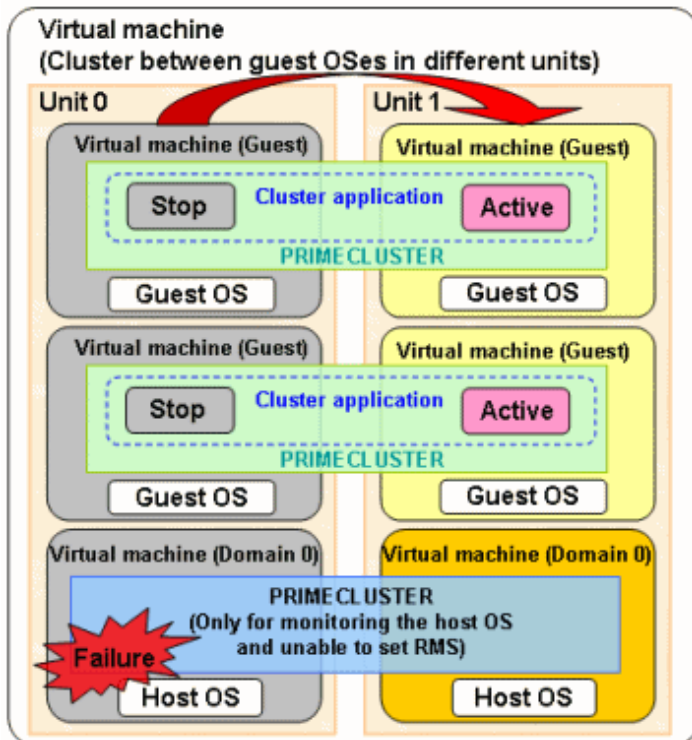 Virtual machine
(Cluster between guest OSes in different units)
Unit 0
Unit 1
Virtual machine (Guest)
Virtual machine (Guest)
Stop
Cluster application
Active
PRIMECLUSTER
Guest OS
Guest OS
Virtual machine (Guest)
Virtual machine (Guest)
Stop
Cluster application
Active
PRIMECLUSTER
Guest OS
Guest OS
Virtual machine (Domain 0)
Virtual machine (Domain 0)
PRIMECLUSTER
(Only for monitoring the host OS
and unable to set RMS)
Failure
Host OS
Host OS